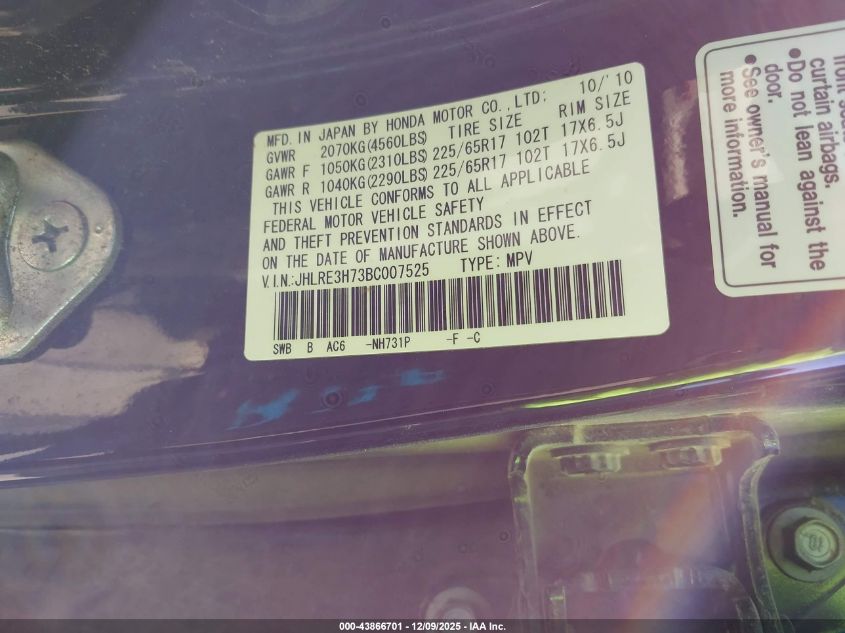 MFD. IN JAPAN BY HONDA MOTOR CO., LTD: 10/'10
GVWR 2070KG(4560LBS) TIRE SIZE RIM SIZE
GAWR F 1050KG(2310LBS) 225/65R17 102T 17X6.5J
GAWR R 1040KG(2290LBS) 225/65R17 102T 17X6.5J
THIS VEHICLE CONFORMS TO ALL APPLICABLE
FEDERAL MOTOR VEHICLE SAFETY
AND THEFT PREVENTION STANDARDS IN EFFECT
ON THE DATE OF MANUFACTURE SHOWN ABOVE.
V.I.N.:JHLRE3H73BC007525 TYPE: MPV
SWB B AC6 -NH731P -F -C
curtain airbags.
●Do not lean against the
door.
●See owner's manual for
more information.
000-43866701 - 12/09/2025 - IAA Inc.